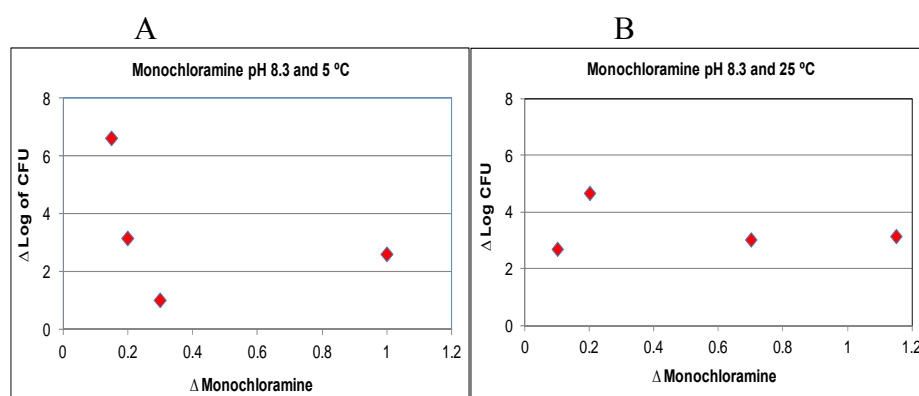 A
B
Monochloramine pH 8.3 and 5 ºC
8
6
4
2
0
0 0.2 0.4 0.6 0.8 1 1.2
Δ Log of CFU
Δ Monochloramine
Monochloramine pH 8.3 and 25 ºC
8
6
4
2
0
0 0.2 0.4 0.6 0.8 1 1.2
Δ Log CFU
Δ Monochloramine